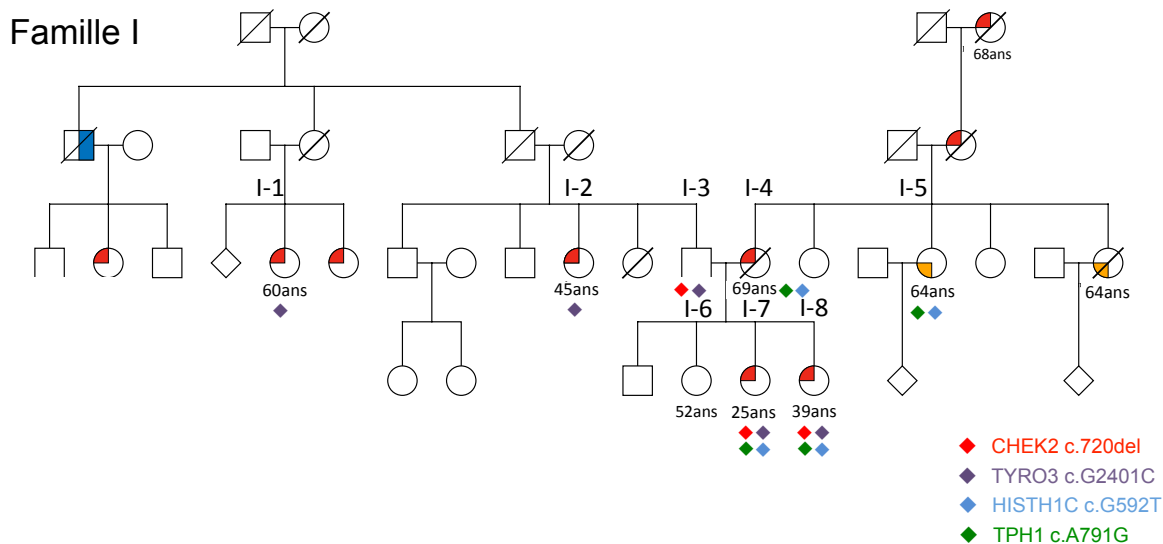 Famille I
68ans
I-1
I-2
I-3
I-4
I-5
60ans
45ans
69ans
64ans
64ans
I-6
I-7
I-8
52ans
25ans
39ans
CHEK2 c.720del
TYRO3 c.G2401C
HISTH1C c.G592T
TPH1 c.A791G